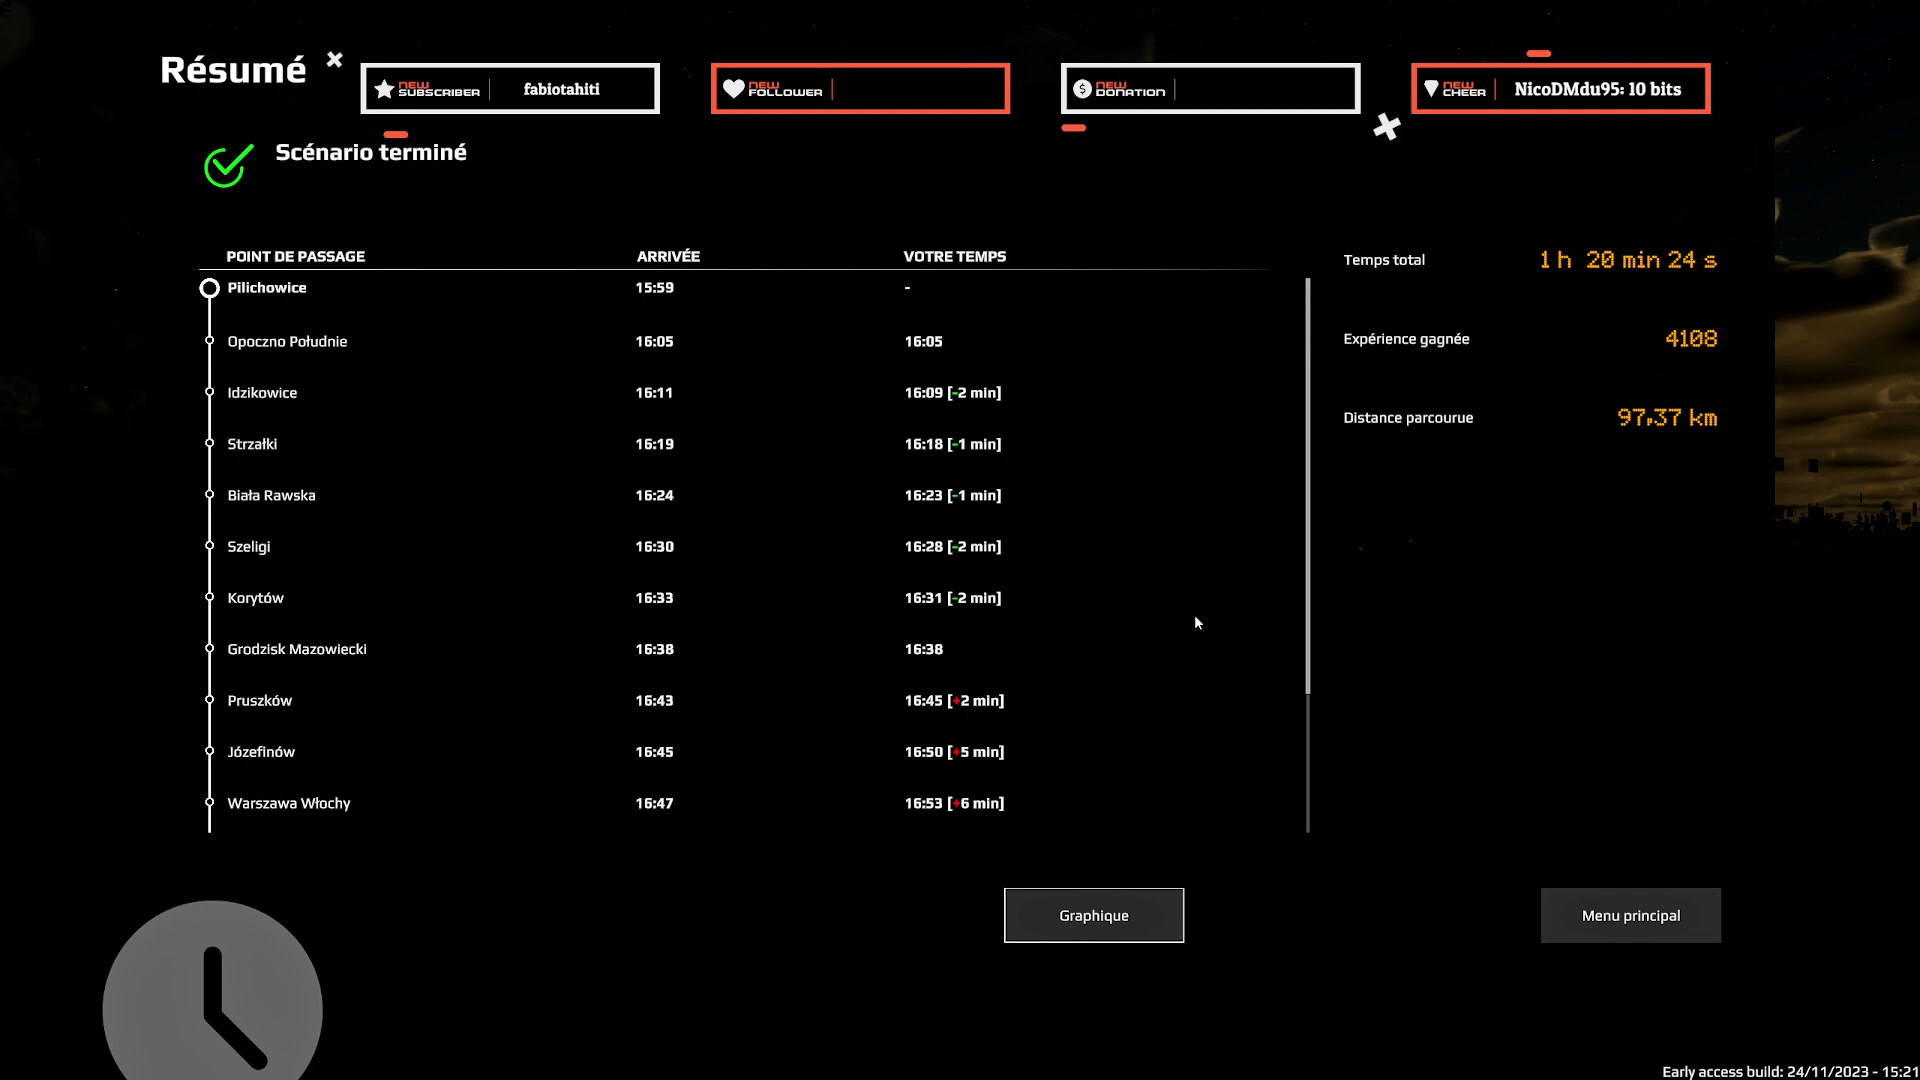 Résumé
NEW SUBSCRIBER fabiotahiti
NEW FOLLOWER
NEW DONATION
NEW CHEER NicoDMdu95: 10 bits
Scénario terminé
POINT DE PASSAGE ARRIVÉE VOTRE TEMPS
Pilichowice 15:59 -
Opoczno Południe 16:05 16:05
Idzikowice 16:11 16:09 [-2 min]
Strzałki 16:19 16:18 [-1 min]
Biała Rawska 16:24 16:23 [-1 min]
Szeligi 16:30 16:28 [-2 min]
Korytów 16:33 16:31 [-2 min]
Grodzisk Mazowiecki 16:38 16:38
Pruszków 16:43 16:45 [+2 min]
Józefinów 16:45 16:50 [+5 min]
Warszawa Włochy 16:47 16:53 [+6 min]
Temps total 1 h 20 min 24 s
Expérience gagnée 4108
Distance parcourue 97,37 km
Graphique
Menu principal
Early access build: 24/11/2023 - 15:21